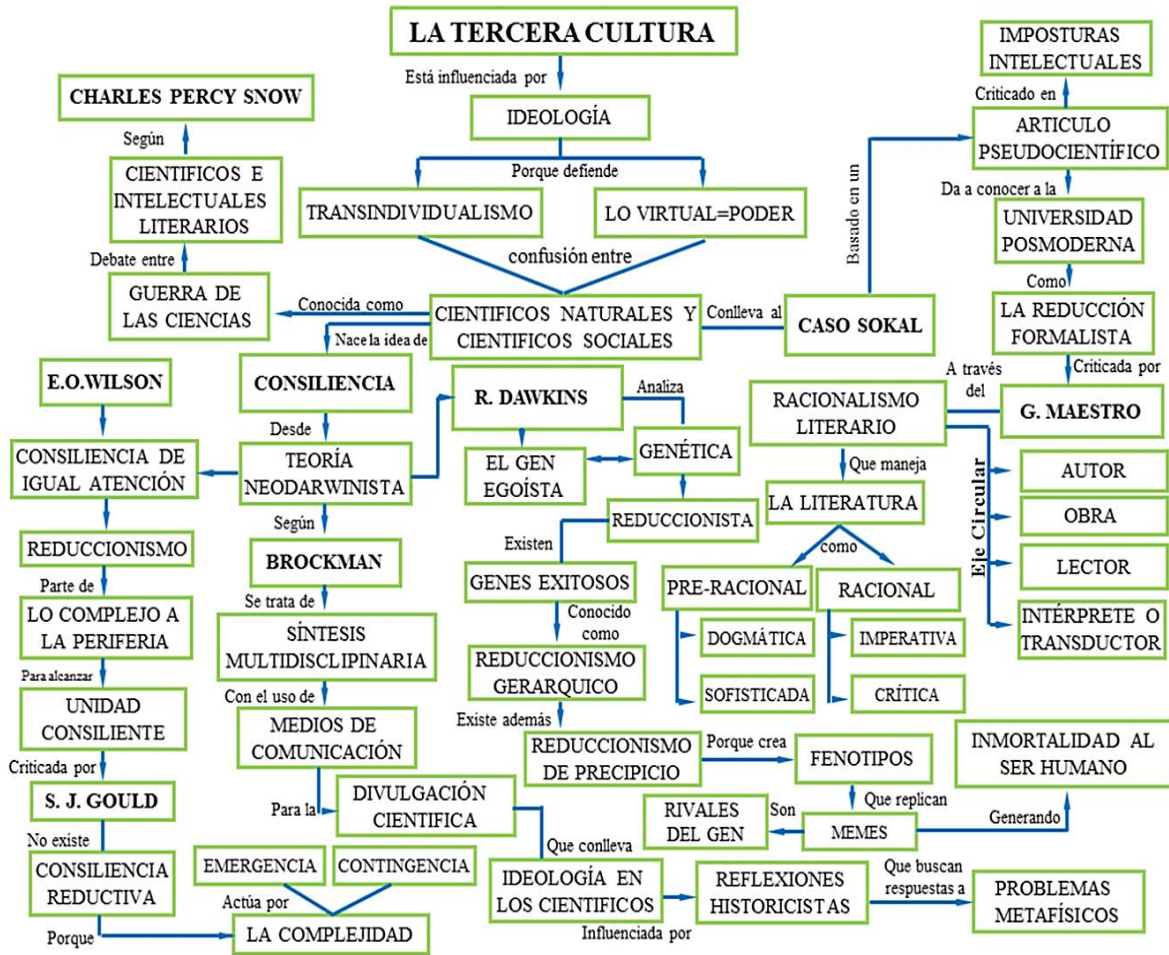 LA TERCERA CULTURA
Está influenciada por
IDEOLOGÍA
Porque defiende
TRANSINDIVIDUALISMO
LO VIRTUAL=PODER
confusión entre
CIENTIFICOS NATURALES Y
CIENTIFICOS SOCIALES
Conocida como
GUERRA DE
LAS CIENCIAS
Debate entre
CIENTIFICOS E
INTELECTUALES
LITERARIOS
Según
CHARLES PERCY SNOW
Conlleva al
CASO SOKAL
Basado en un
ARTICULO
PSEUDOCIENTÍFICO
Criticado en
IMPOSTURAS
INTELECTUALES
Da a conocer a la
UNIVERSIDAD
POSMODERNA
Como
LA REDUCCIÓN
FORMALISTA
Criticada por
G. MAESTRO
A través
del
RACIONALISMO
LITERARIO
Eje Circular
AUTOR
OBRA
LECTOR
INTÉRPRETE O
TRANSDUCTOR
Que maneja
LA LITERATURA
como
PRE-RACIONAL
DOGMÁTICA
SOFISTICADA
RACIONAL
IMPERATIVA
CRÍTICA
Nace la idea de
CONSILIENCIA
Desde
TEORÍA
NEODARWINISTA
R. DAWKINS
Analiza
GENÉTICA
EL GEN
EGOÍSTA
REDUCCIONISTA
Existen
GENES EXITOSOS
Conocido
como
REDUCCIONISMO
GERARQUICO
Existe además
REDUCCIONISMO
DE PRECIPICIO
Porque crea
FENOTIPOS
Que replican
MEMES
Son
RIVALES
DEL GEN
Generando
INMORTALIDAD AL
SER HUMANO
E.O.WILSON
CONSILIENCIA DE
IGUAL ATENCIÓN
REDUCCIONISMO
Parte de
LO COMPLEJO A
LA PERIFERIA
Para alcanzar
UNIDAD
CONSILIENTE
Criticada por
S. J. GOULD
No existe
CONSILIENCIA
REDUCTIVA
Porque
LA COMPLEJIDAD
Actúa por
EMERGENCIA
CONTINGENCIA
Según
BROCKMAN
Se trata de
SÍNTESIS
MULTIDISCLIPINARIA
Con el uso de
MEDIOS DE
COMUNICACIÓN
Para la
DIVULGACIÓN
CIENTIFICA
Que conlleva
IDEOLOGÍA EN
LOS CIENTIFICOS
Influenciada por
REFLEXIONES
HISTORICISTAS
Que buscan
respuestas a
PROBLEMAS
METAFÍSICOS